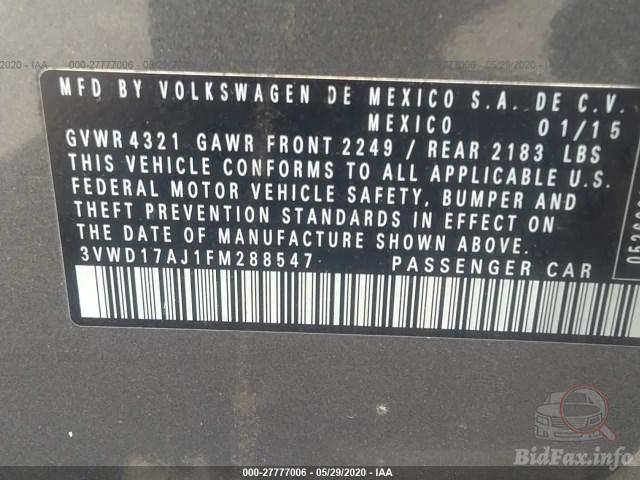 000-27777006 - 05/29/2020 - IAA
MFD BY VOLKSWAGEN DE MEXICO S.A. DE C.V.
MEXICO 01/15
GVWR 4321 GAWR FRONT 2249 / REAR 2183 LBS
THIS VEHICLE CONFORMS TO ALL APPLICABLE U.S.
FEDERAL MOTOR VEHICLE SAFETY, BUMPER AND
THEFT PREVENTION STANDARDS IN EFFECT ON
THE DATE OF MANUFACTURE SHOWN ABOVE.
3VWD17AJ1FM288547 PASSENGER CAR
BidFax.info
000-27777006 - 05/29/2020 - IAA